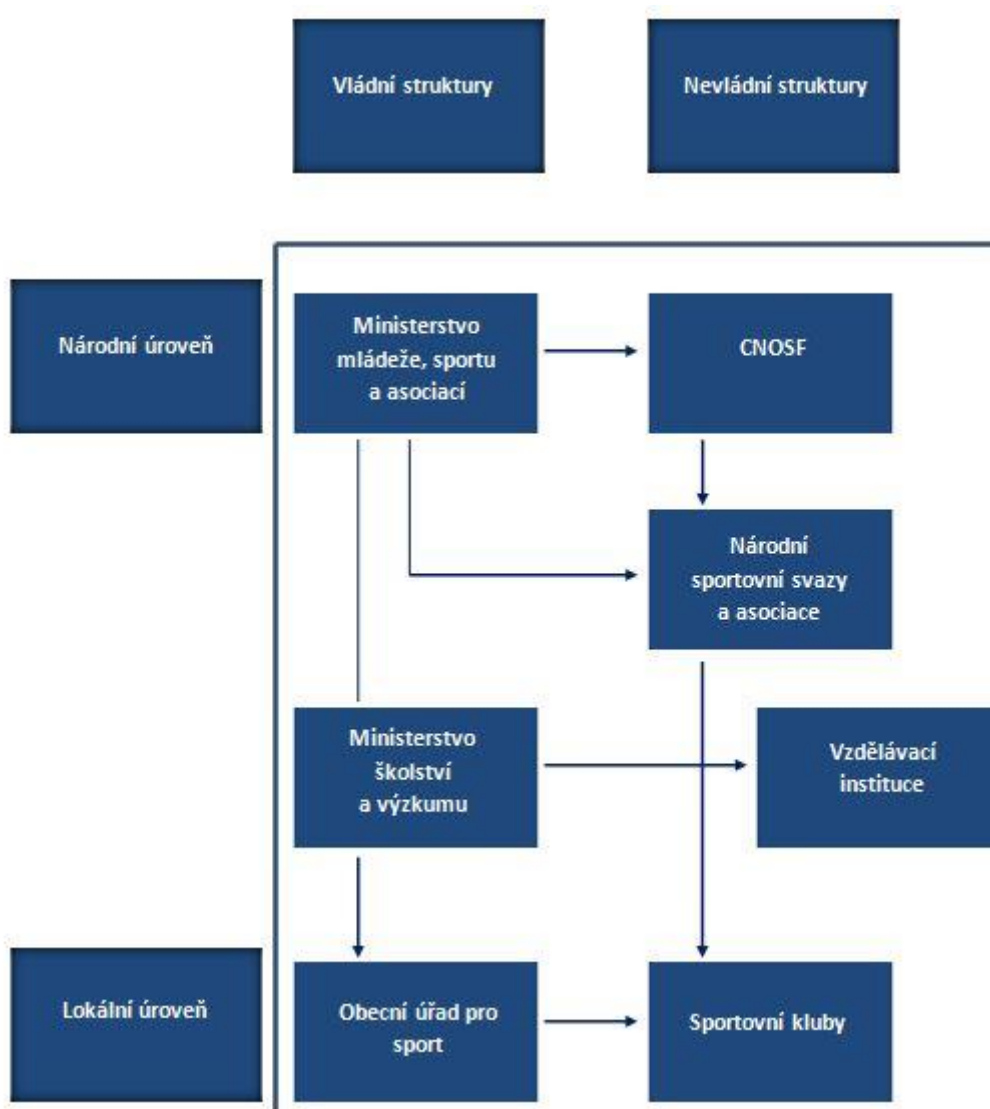 Vládní struktury
Nevládní struktury
Národní úroveň
Ministerstvo
mládeže, sportu
a asociací
CNOSF
Národní
sportovní svazy
a asociace
Ministerstvo
školství
a výzkumu
Vzdělávací
instituce
Lokální úroveň
Obecní úřad pro
sport
Sportovní kluby